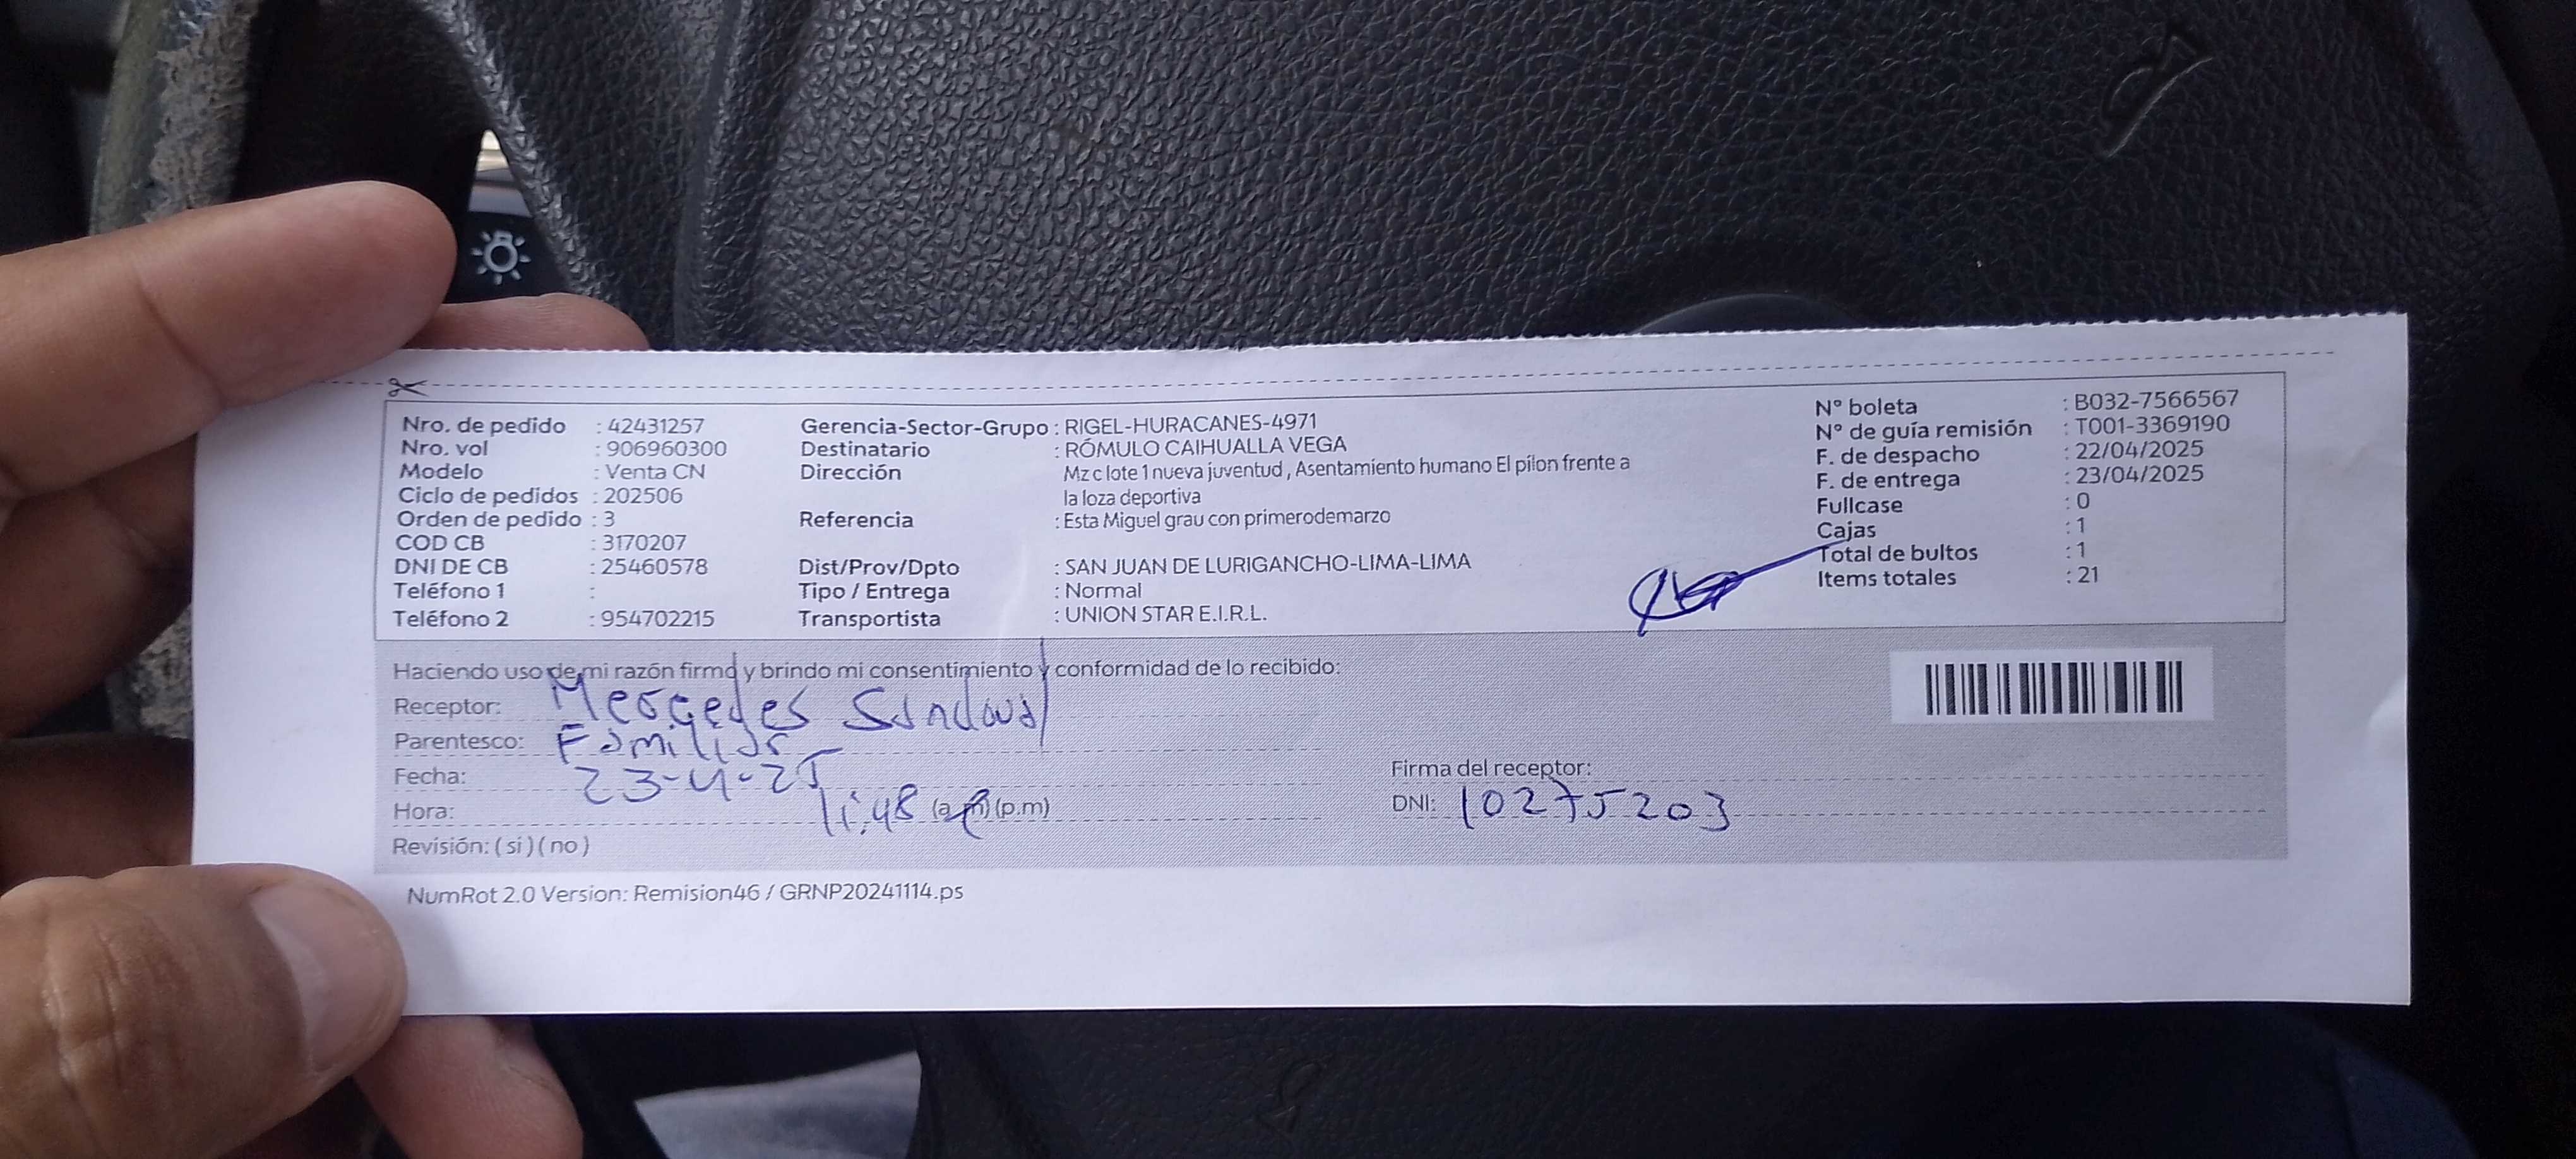 Nro. de pedido : 42431257
Nro. vol : 906960300
Modelo : Venta CN
Ciclo de pedidos : 202506
Orden de pedido : 3
COD CB : 3170207
DNI DE CB : 25460578
Teléfono 1 :
Teléfono 2 : 954702215
Gerencia-Sector-Grupo : RIGEL-HURACANES-4971
Destinatario : RÓMULO CAIHUALLA VEGA
Dirección Mz c lote 1 nueva juventud , Asentamiento humano El pilon frente a
la loza deportiva
Referencia : Esta Miguel grau con primerodemarzo
Dist/Prov/Dpto : SAN JUAN DE LURIGANCHO-LIMA-LIMA
Tipo / Entrega : Normal
Transportista : UNION STAR E.I.R.L.
N° boleta : B032-7566567
N° de guía remisión : T001-3369190
F. de despacho : 22/04/2025
F. de entrega : 23/04/2025
Fullcase : 0
Cajas : 1
Total de bultos : 1
Items totales : 21
Haciendo uso de mi razón firmo y brindo mi consentimiento y conformidad de lo recibido:
Receptor: Mercedes Sandoval
Parentesco: Familiar
Fecha: 23-4-25
Hora: 11:48 (a.m) (p.m)
Revisión: ( si ) ( no )
Firma del receptor:
DNI: 10275203
NumRot 2.0 Version: Remision46 / GRNP20241114.ps